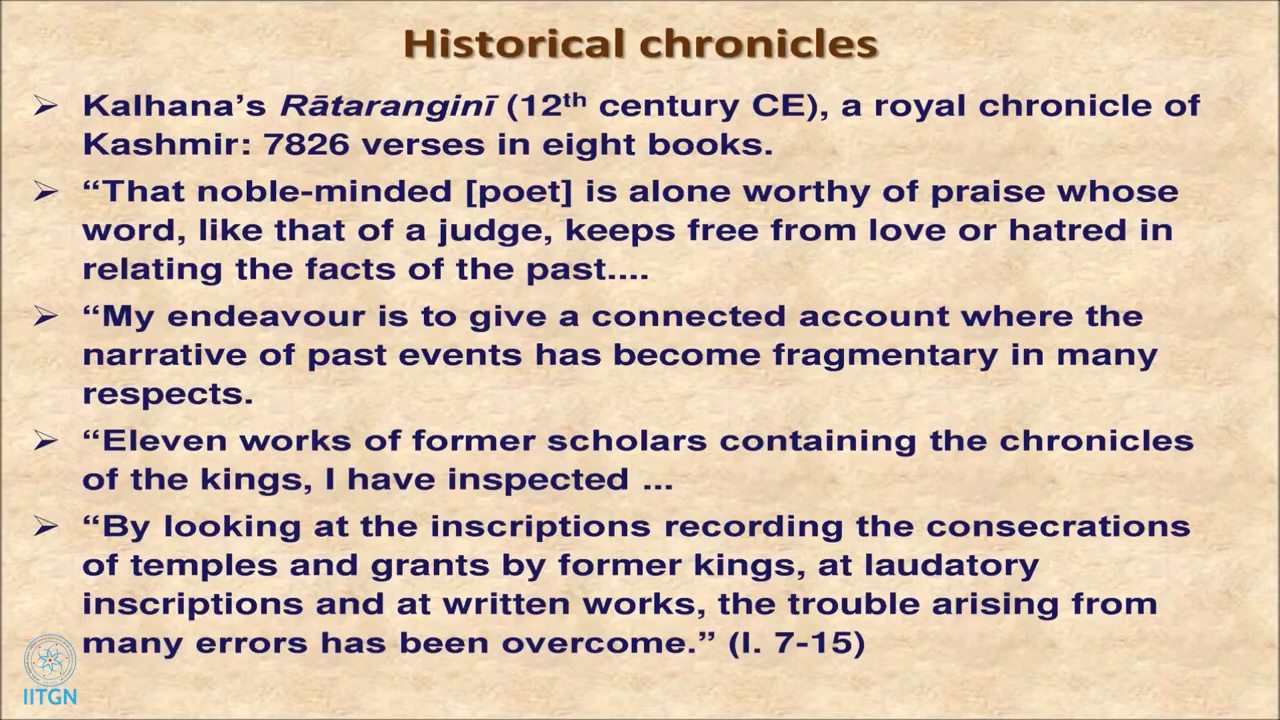 Historical chronicles
➢ Kalhana’s Rātaranginī (12th century CE), a royal chronicle of
Kashmir: 7826 verses in eight books.
➢ “That noble-minded [poet] is alone worthy of praise whose
word, like that of a judge, keeps free from love or hatred in
relating the facts of the past....
➢ “My endeavour is to give a connected account where the
narrative of past events has become fragmentary in many
respects.
➢ “Eleven works of former scholars containing the chronicles
of the kings, I have inspected ...
➢ “By looking at the inscriptions recording the consecrations
of temples and grants by former kings, at laudatory
inscriptions and at written works, the trouble arising from
many errors has been overcome.” (I. 7-15)
IITGN